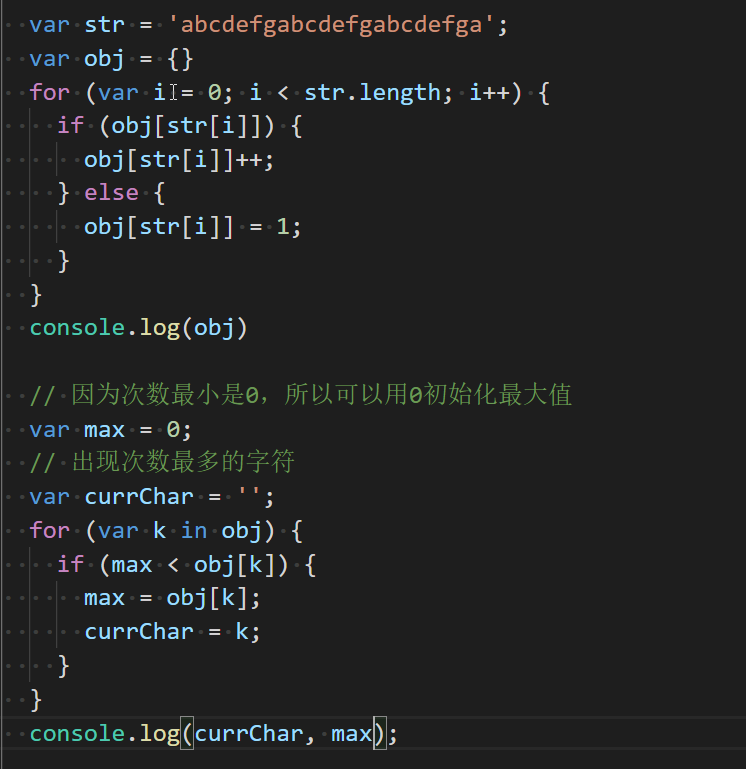 var str = 'abcdefgabcdefgabcdefga';
var obj = {}
for (var i = 0; i < str.length; i++) {
if (obj[str[i]]) {
obj[str[i]]++;
} else {
obj[str[i]] = 1;
}
}
console.log(obj)
// 因为次数最小是0，所以可以用0初始化最大值
var max = 0;
// 出现次数最多的字符
var currChar = '';
for (var k in obj) {
if (max < obj[k]) {
max = obj[k];
currChar = k;
}
}
console.log(currChar, max);